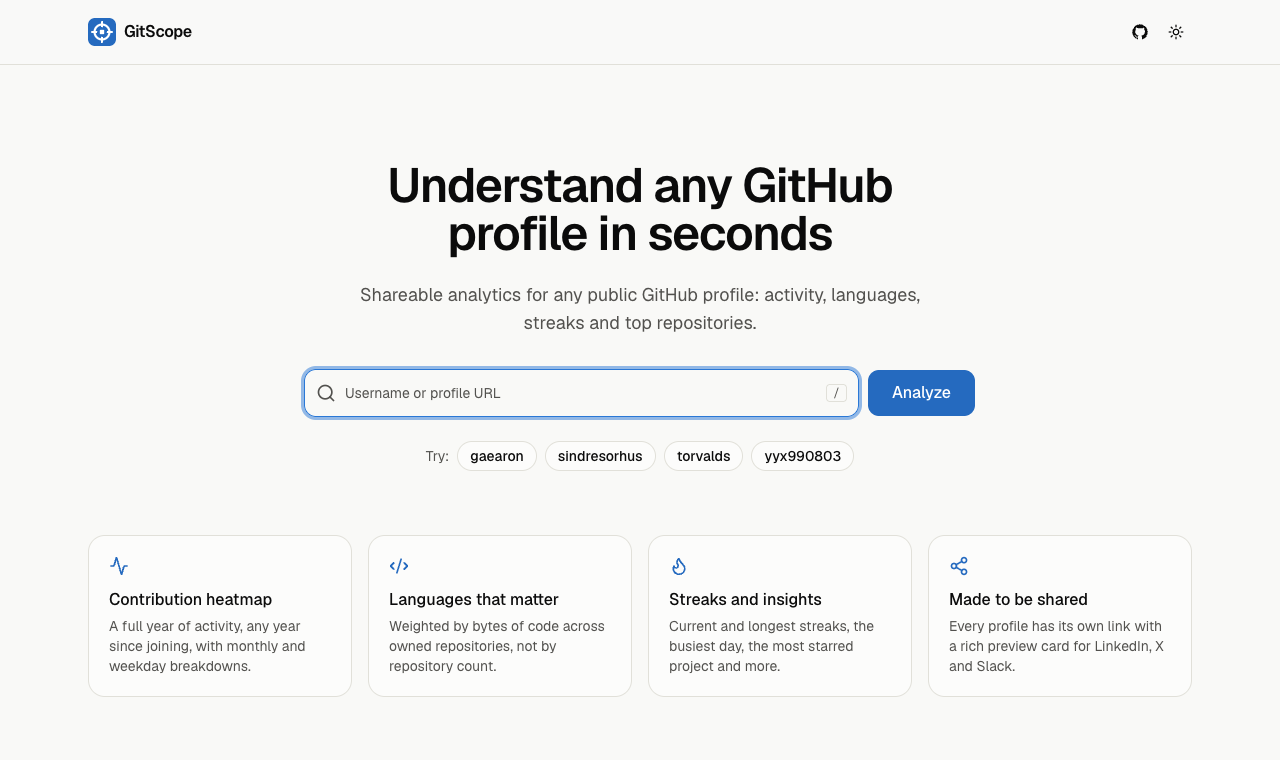 GitScope
Understand any GitHub
profile in seconds
Shareable analytics for any public GitHub profile: activity, languages,
streaks and top repositories.
Username or profile URL
/
Analyze
Try: gaearon sindresorhus torvalds yyx990803
Contribution heatmap
A full year of activity, any year
since joining, with monthly and
weekday breakdowns.
Languages that matter
Weighted by bytes of code across
owned repositories, not by
repository count.
Streaks and insights
Current and longest streaks, the
busiest day, the most starred
project and more.
Made to be shared
Every profile has its own link with
a rich preview card for LinkedIn, X
and Slack.